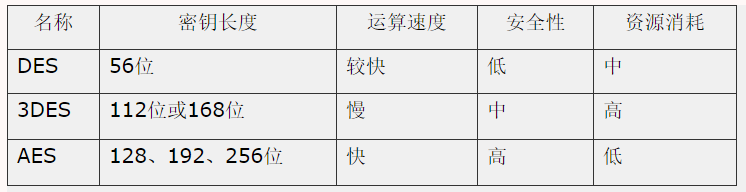 名称 密钥长度 运算速度 安全性 资源消耗
DES 56位 较快 低 中
3DES 112位或168位 慢 中 高
AES 128、192、256位 快 高 低